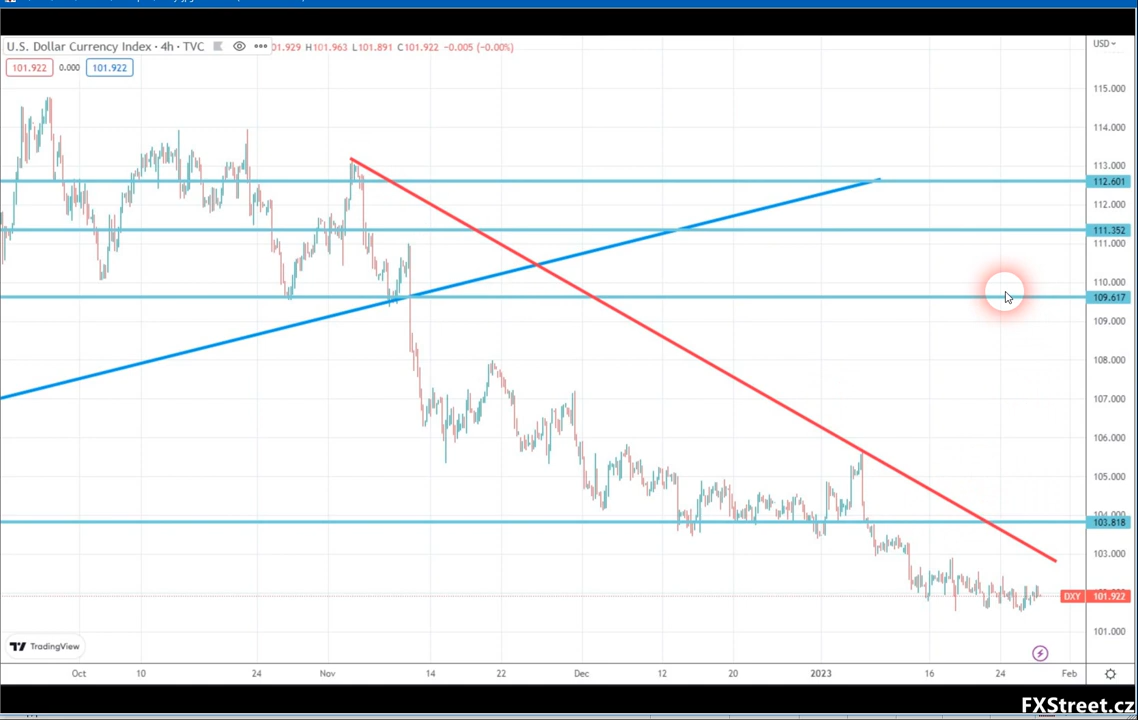 U.S. Dollar Currency Index · 4h · TVC 101.929 H101.963 L101.891 C101.922 −0.005 (−0.00%)
USD
101.922 0.000 101.922
115.000
114.000
113.000
112.601
112.000
111.352
111.000
110.000
109.617
109.000
108.000
107.000
106.000
105.000
104.000
103.818
103.000
DXY 101.922
101.000
TradingView
Oct 10 24 Nov 14 22 Dec 12 20 2023 16 24 Feb
FXStreet.cz